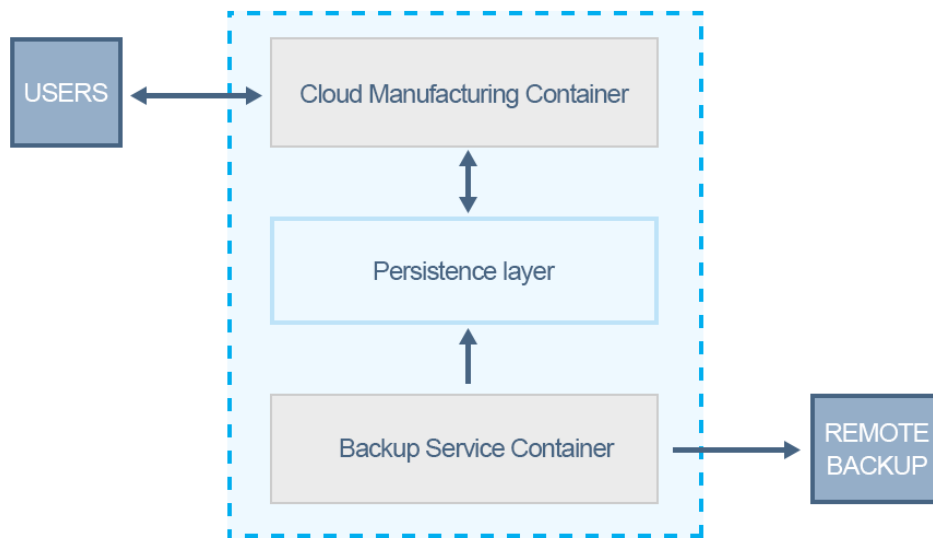 USERS
Cloud Manufacturing Container
Persistence layer
Backup Service Container
REMOTE
BACKUP